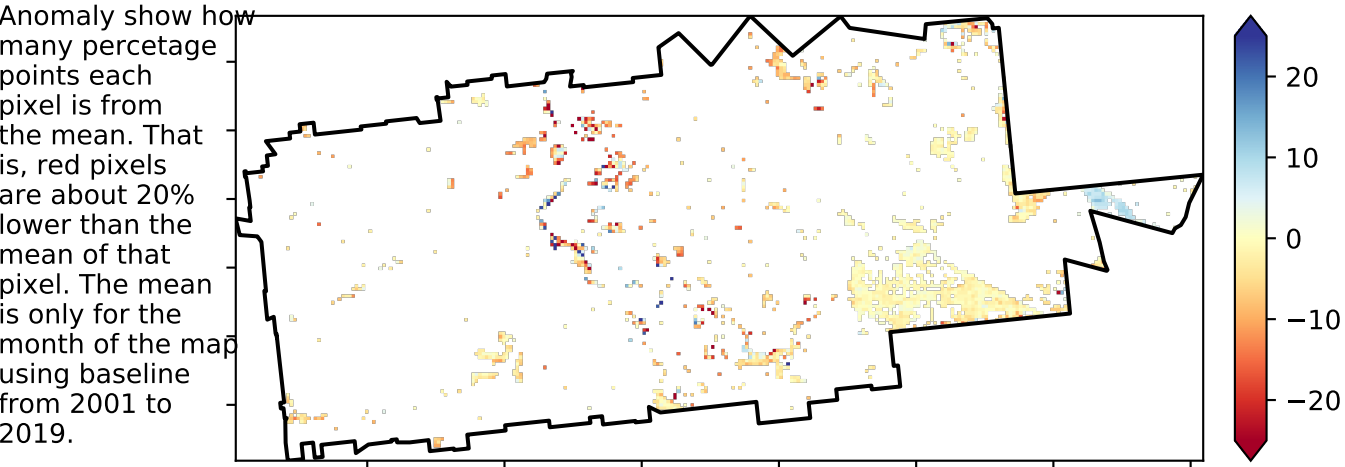 Anomaly show how
many percetage
points each
pixel is from
the mean. That
is, red pixels
are about 20%
lower than the
mean of that
pixel. The mean
is only for the
month of the map
using baseline
from 2001 to
2019.
20
10
0
−10
−20